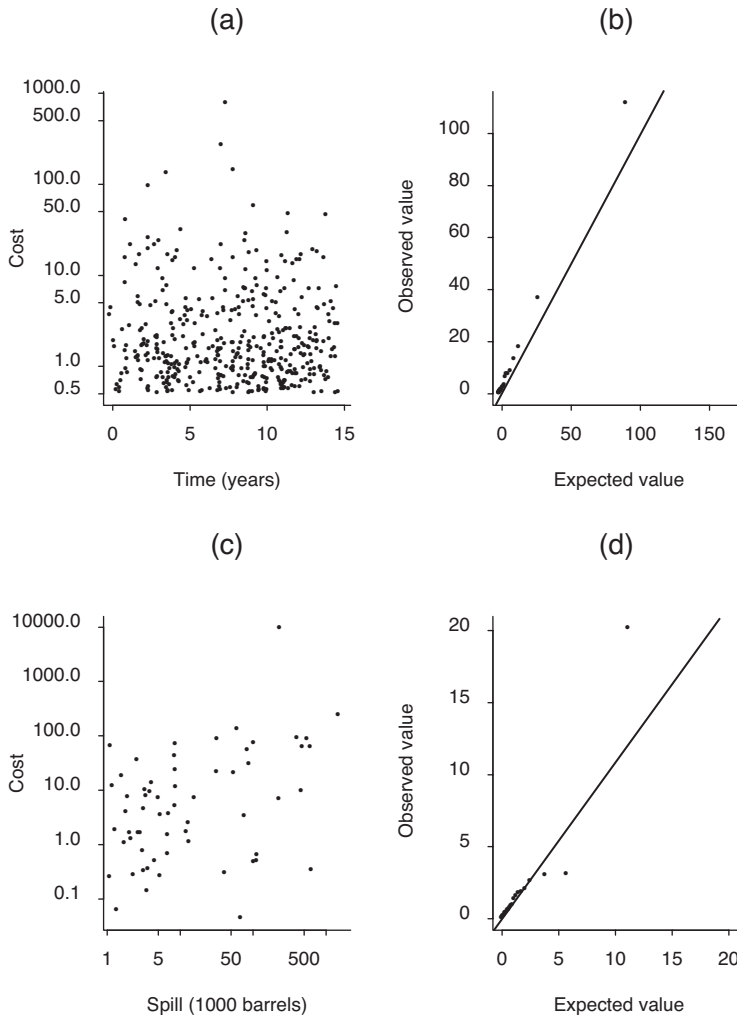 (a)
Cost
1000.0
500.0
100.0
50.0
10.0
5.0
1.0
0.5
0 5 10 15
Time (years)
(b)
Observed value
100
80
60
40
20
0
0 50 100 150
Expected value
(c)
Cost
10000.0
1000.0
100.0
10.0
1.0
0.1
1 5 50 500
Spill (1000 barrels)
(d)
Observed value
20
15
10
5
0
0 5 10 15 20
Expected value